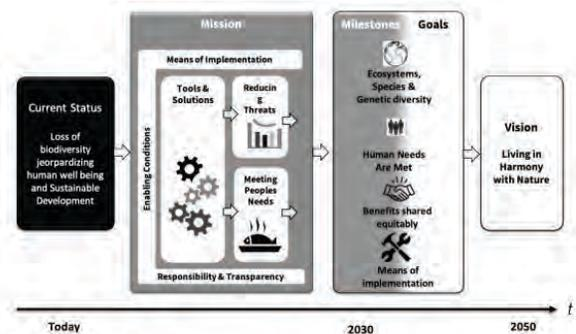 Mission
Means of Implementation
Enabling Conditions
Tools &
Solutions
Reducin
g
Threats
Meeting
Peoples
Needs
Responsibility & Transparency
Current Status
Loss of
biodiversity
jeorpardizing
human well being
and Sustainable
Development
Milestones Goals
Ecosystems,
Species &
Genetic diversity
Human Needs
Are Met
Benefits shared
equitably
Means of
implementation
Vision
Living in
Harmony
with Nature
t
Today
2030
2050